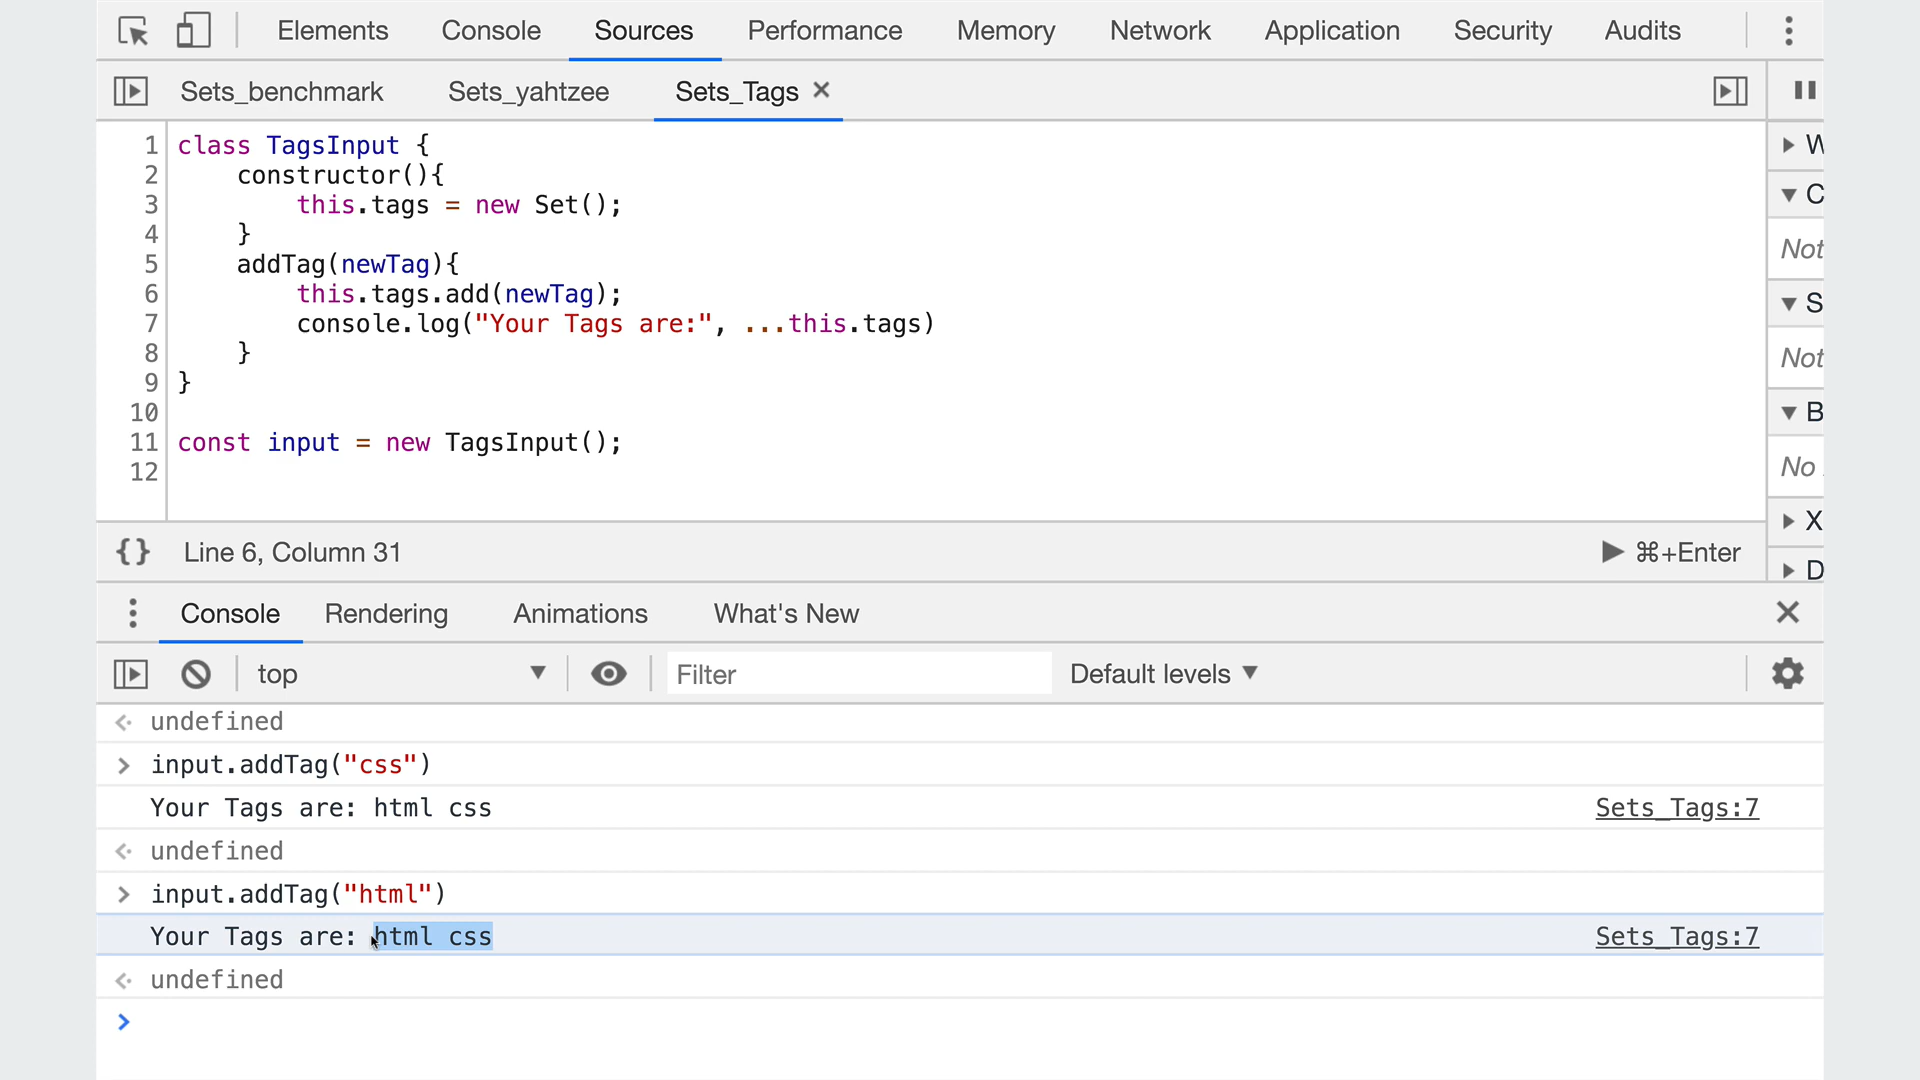 Elements Console Sources Performance Memory Network Application Security Audits
Sets_benchmark Sets_yahtzee Sets_Tags ×
1 class TagsInput {
2     constructor(){
3         this.tags = new Set();
4     }
5     addTag(newTag){
6         this.tags.add(newTag);
7         console.log("Your Tags are:", ...this.tags)
8     }
9 }
10
11 const input = new TagsInput();
12
W
C
Not
S
Not
B
No
X
D
{} Line 6, Column 31 ▶ ⌘+Enter
Console Rendering Animations What's New
top ▼ Filter Default levels ▼
undefined
> input.addTag("css")
Your Tags are: html css Sets_Tags:7
undefined
> input.addTag("html")
Your Tags are: html css Sets_Tags:7
undefined
>